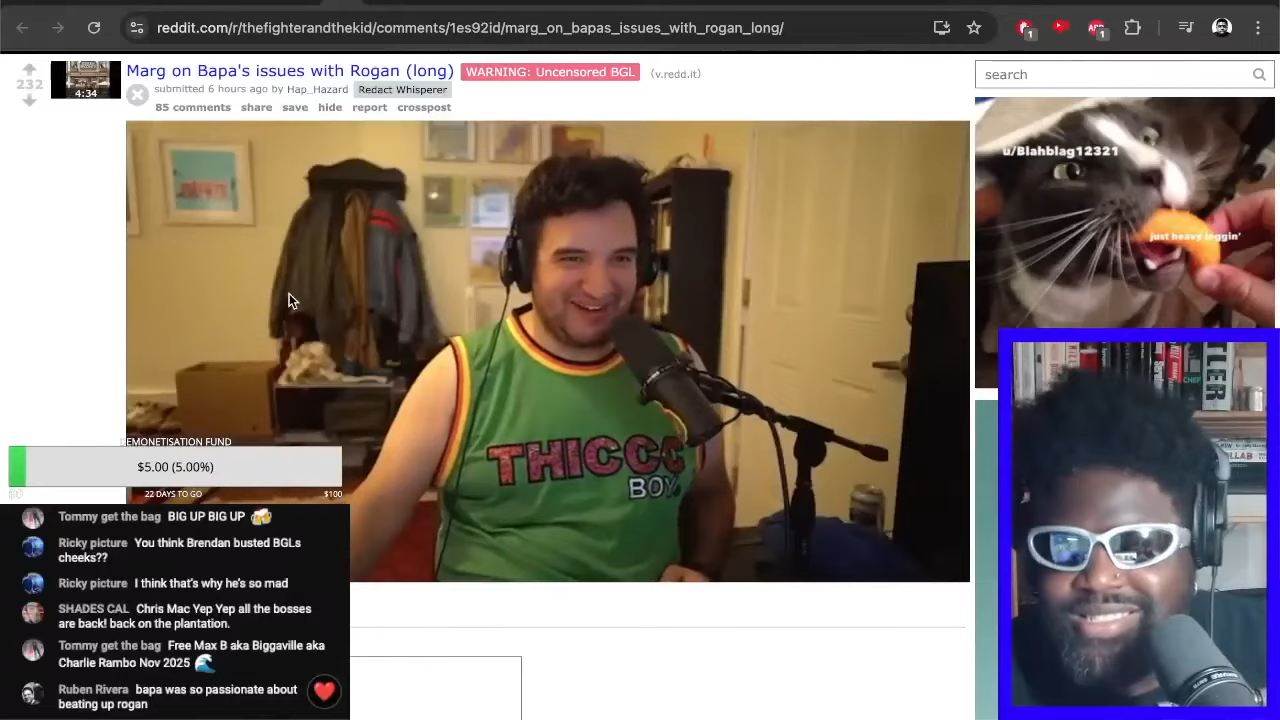 reddit.com/r/thefighterandthekid/comments/1es92id/marg_on_bapas_issues_with_rogan_long/
1
1
232
4:34
Marg on Bapa's issues with Rogan (long) WARNING: Uncensored BGL (v.redd.it)
submitted 6 hours ago by Hap_Hazard Redact Whisperer
85 comments share save hide report crosspost
search
u/Blahblag12321
just heavy leggin'
THICCC
BOY
EMONETISATION FUND
$5.00 (5.00%)
$0
22 DAYS TO GO
$100
Tommy get the bag BIG UP BIG UP 🍻
Ricky picture You think Brendan busted BGLs
cheeks??
Ricky picture I think that's why he's so mad
SHADES CAL Chris Mac Yep Yep all the bosses
are back! back on the plantation.
Tommy get the bag Free Max B aka Biggaville aka
Charlie Rambo Nov 2025 🌊
Ruben Rivera bapa was so passionate about
beating up rogan
KILL
CHEF